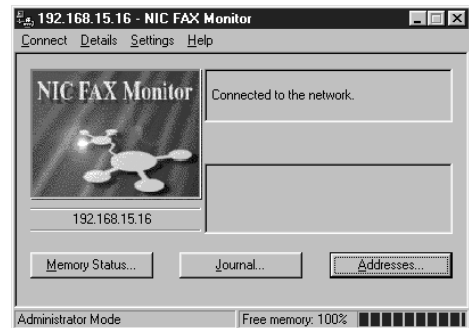 192.168.15.16 - NIC FAX Monitor
Connect Details Settings Help
NIC FAX Monitor
Connected to the network.
192.168.15.16
Memory Status...
Journal...
Addresses...
Administrator Mode
Free memory: 100%